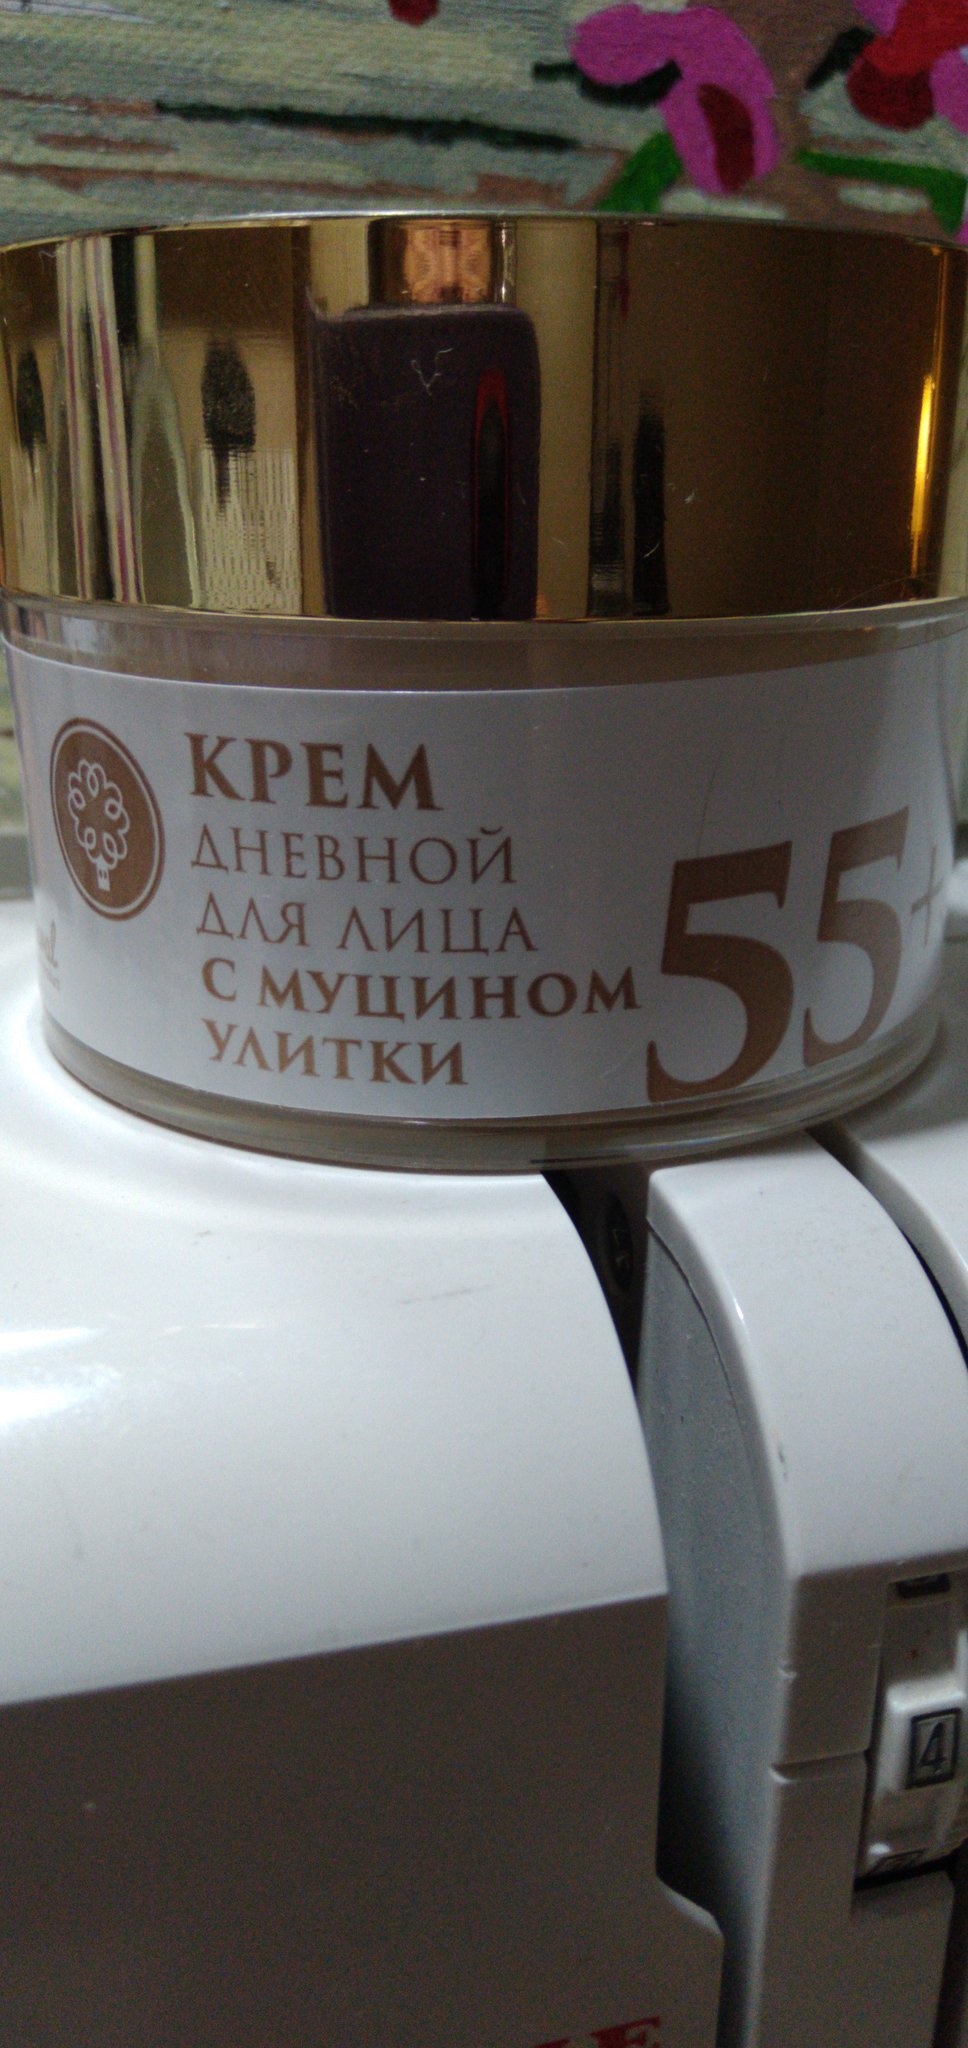 КРЕМ
ДНЕВНОЙ
ДЛЯ ЛИЦА
С МУЦИНОМ
УЛИТКИ
55+
4